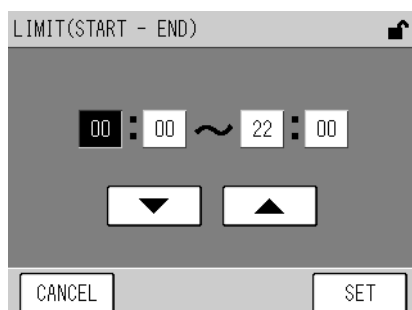 LIMIT(START - END)
00 : 00 ～ 22 : 00
CANCEL SET